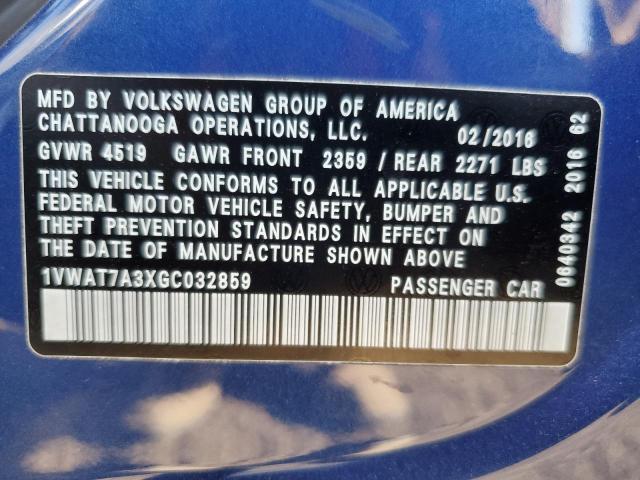 MFD BY VOLKSWAGEN GROUP OF AMERICA
CHATTANOOGA OPERATIONS, LLC. 02/2016
GVWR 4519 GAWR FRONT 2359 / REAR 2271 LBS
THIS VEHICLE CONFORMS TO ALL APPLICABLE U.S.
FEDERAL MOTOR VEHICLE SAFETY, BUMPER AND
THEFT PREVENTION STANDARDS IN EFFECT ON
THE DATE OF MANUFACTURE SHOWN ABOVE
1VWAT7A3XGC032859 PASSENGER CAR
0640342 2016 62